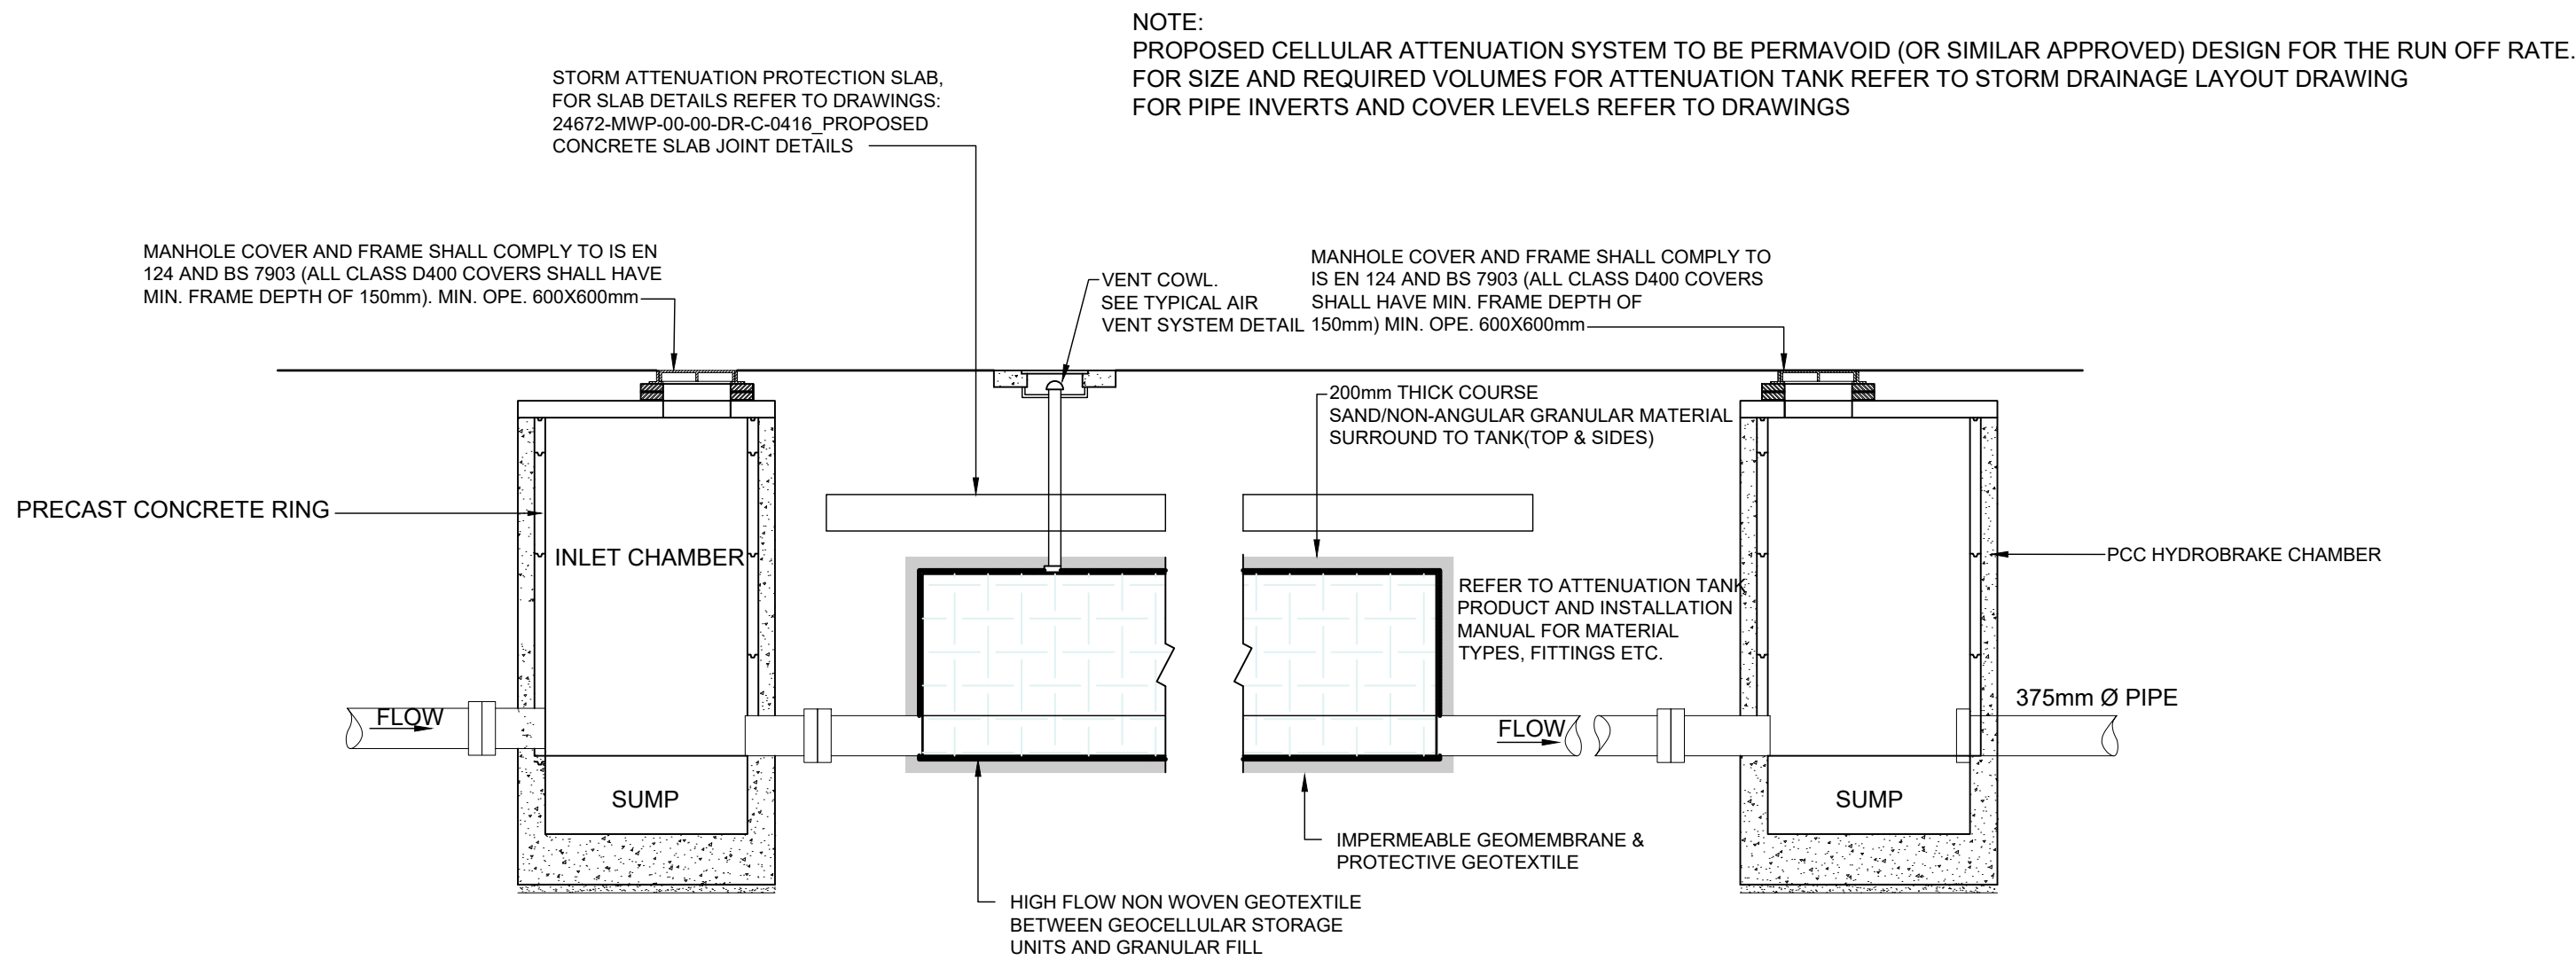 NOTE:
PROPOSED CELLULAR ATTENUATION SYSTEM TO BE PERMAVOID (OR SIMILAR APPROVED) DESIGN FOR THE RUN OFF RATE.
FOR SIZE AND REQUIRED VOLUMES FOR ATTENUATION TANK REFER TO STORM DRAINAGE LAYOUT DRAWING
FOR PIPE INVERTS AND COVER LEVELS REFER TO DRAWINGS
STORM ATTENUATION PROTECTION SLAB,
FOR SLAB DETAILS REFER TO DRAWINGS:
24672-MWP-00-00-DR-C-0416_PROPOSED
CONCRETE SLAB JOINT DETAILS
MANHOLE COVER AND FRAME SHALL COMPLY TO IS EN
124 AND BS 7903 (ALL CLASS D400 COVERS SHALL HAVE
MIN. FRAME DEPTH OF 150mm). MIN. OPE. 600X600mm
VENT COWL.
SEE TYPICAL AIR
VENT SYSTEM DETAIL
MANHOLE COVER AND FRAME SHALL COMPLY TO
IS EN 124 AND BS 7903 (ALL CLASS D400 COVERS
SHALL HAVE MIN. FRAME DEPTH OF
150mm) MIN. OPE. 600X600mm
200mm THICK COURSE
SAND/NON-ANGULAR GRANULAR MATERIAL
SURROUND TO TANK(TOP & SIDES)
PRECAST CONCRETE RING
INLET CHAMBER
PCC HYDROBRAKE CHAMBER
REFER TO ATTENUATION TANK
PRODUCT AND INSTALLATION
MANUAL FOR MATERIAL
TYPES, FITTINGS ETC.
375mm Ø PIPE
FLOW
FLOW
SUMP
SUMP
IMPERMEABLE GEOMEMBRANE &
PROTECTIVE GEOTEXTILE
HIGH FLOW NON WOVEN GEOTEXTILE
BETWEEN GEOCELLULAR STORAGE
UNITS AND GRANULAR FILL